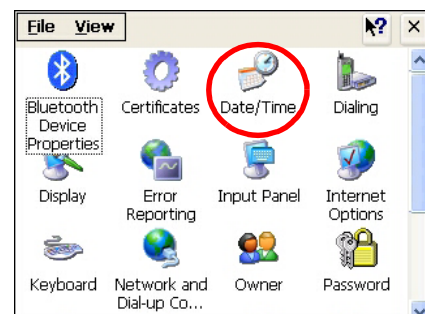 File View
Bluetooth Device Properties
Certificates
Date/Time
Dialing
Display
Error Reporting
Input Panel
Internet Options
Keyboard
Network and Dial-up Co...
Owner
Password